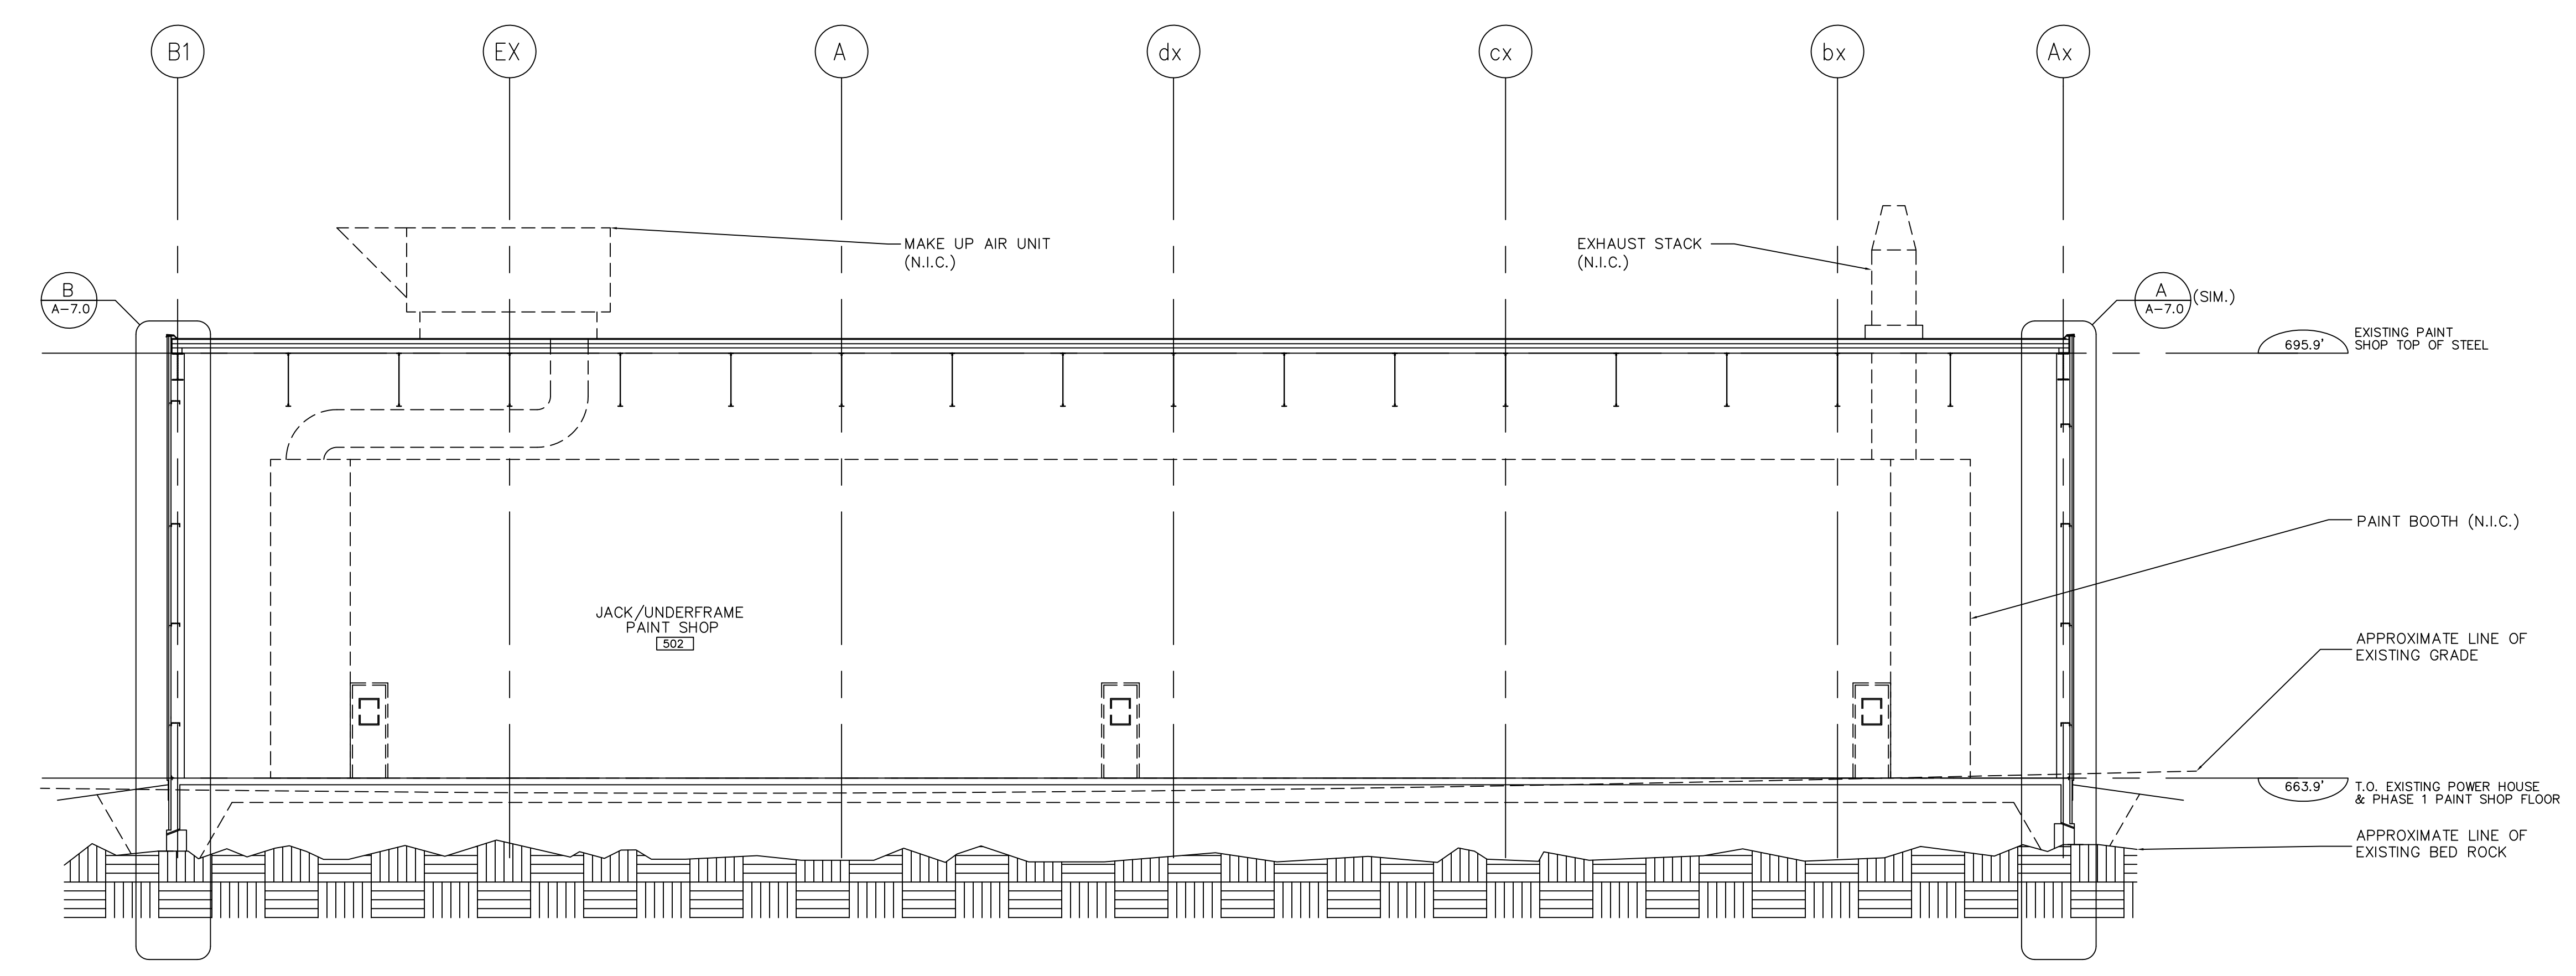 B1
EX
A
dx
cx
bx
Ax
MAKE UP AIR UNIT
(N.I.C.)
EXHAUST STACK
(N.I.C.)
B
A-7.0
A
A-7.0
(SIM.)
695.9'
EXISTING PAINT
SHOP TOP OF STEEL
PAINT BOOTH (N.I.C.)
JACK/UNDERFRAME
PAINT SHOP
502
APPROXIMATE LINE OF
EXISTING GRADE
663.9'
T.O. EXISTING POWER HOUSE
& PHASE 1 PAINT SHOP FLOOR
APPROXIMATE LINE OF
EXISTING BED ROCK